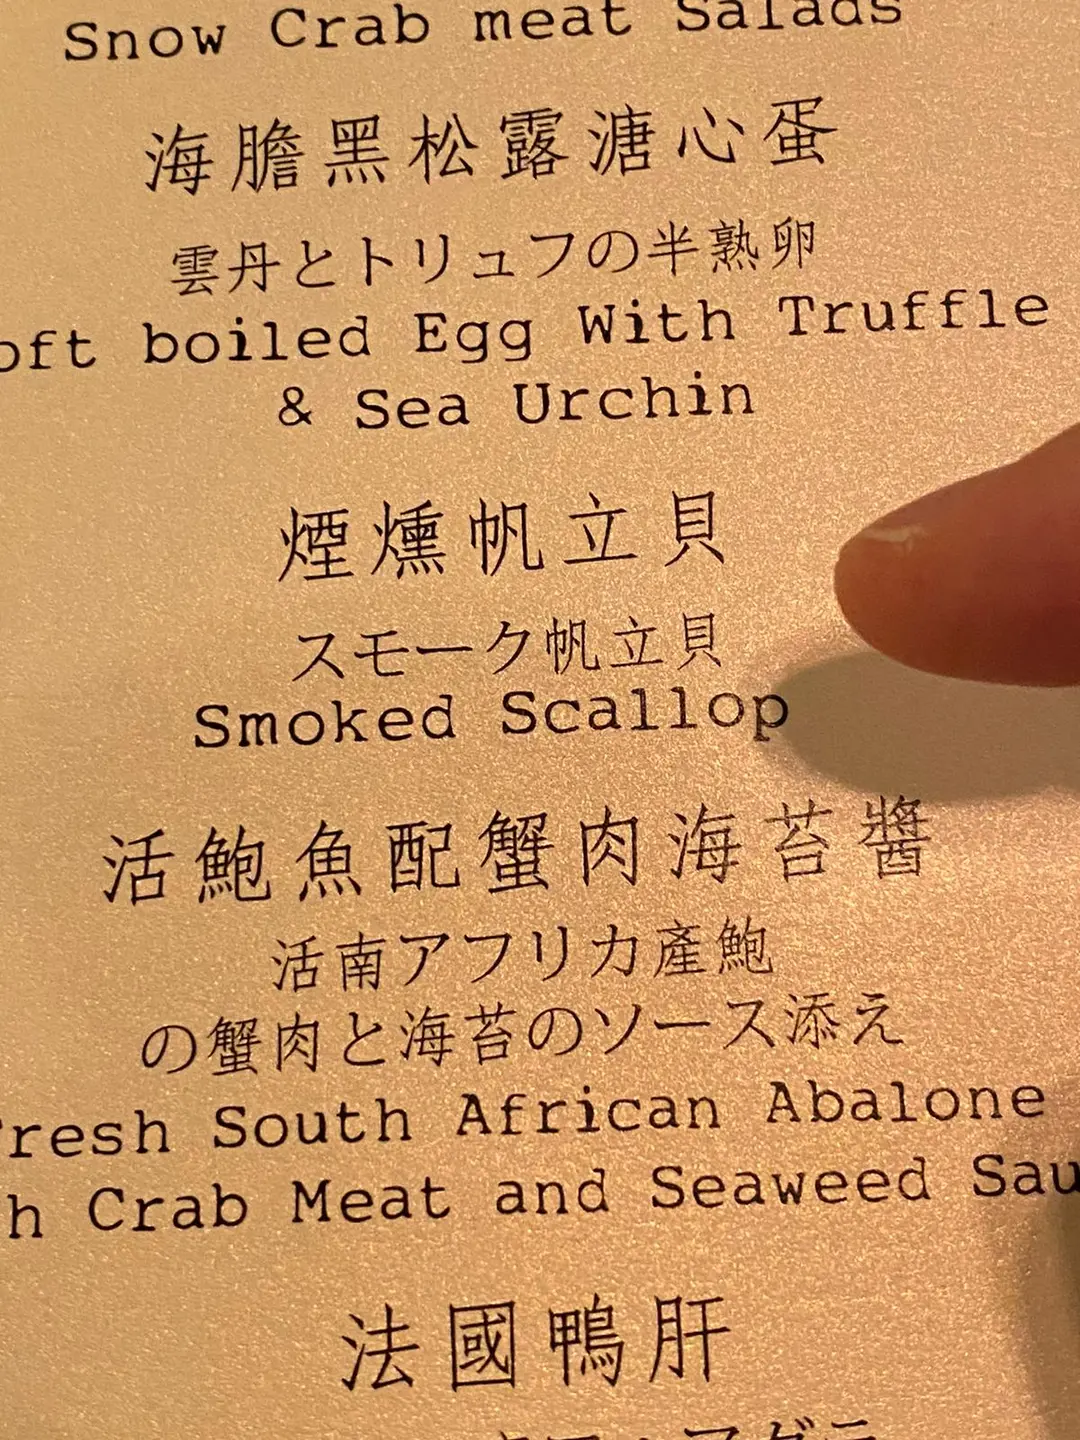 Snow Crab meat Salads
海膽黑松露溏心蛋
雲丹とトリュフの半熟卵
oft boiled Egg With Truffle
& Sea Urchin
煙燻帆立貝
スモーク帆立貝
Smoked Scallop
活鮑魚配蟹肉海苔醬
活南アフリカ產鮑
の蟹肉と海苔のソース添え
resh South African Abalone
h Crab Meat and Seaweed Sau
法國鴨肝